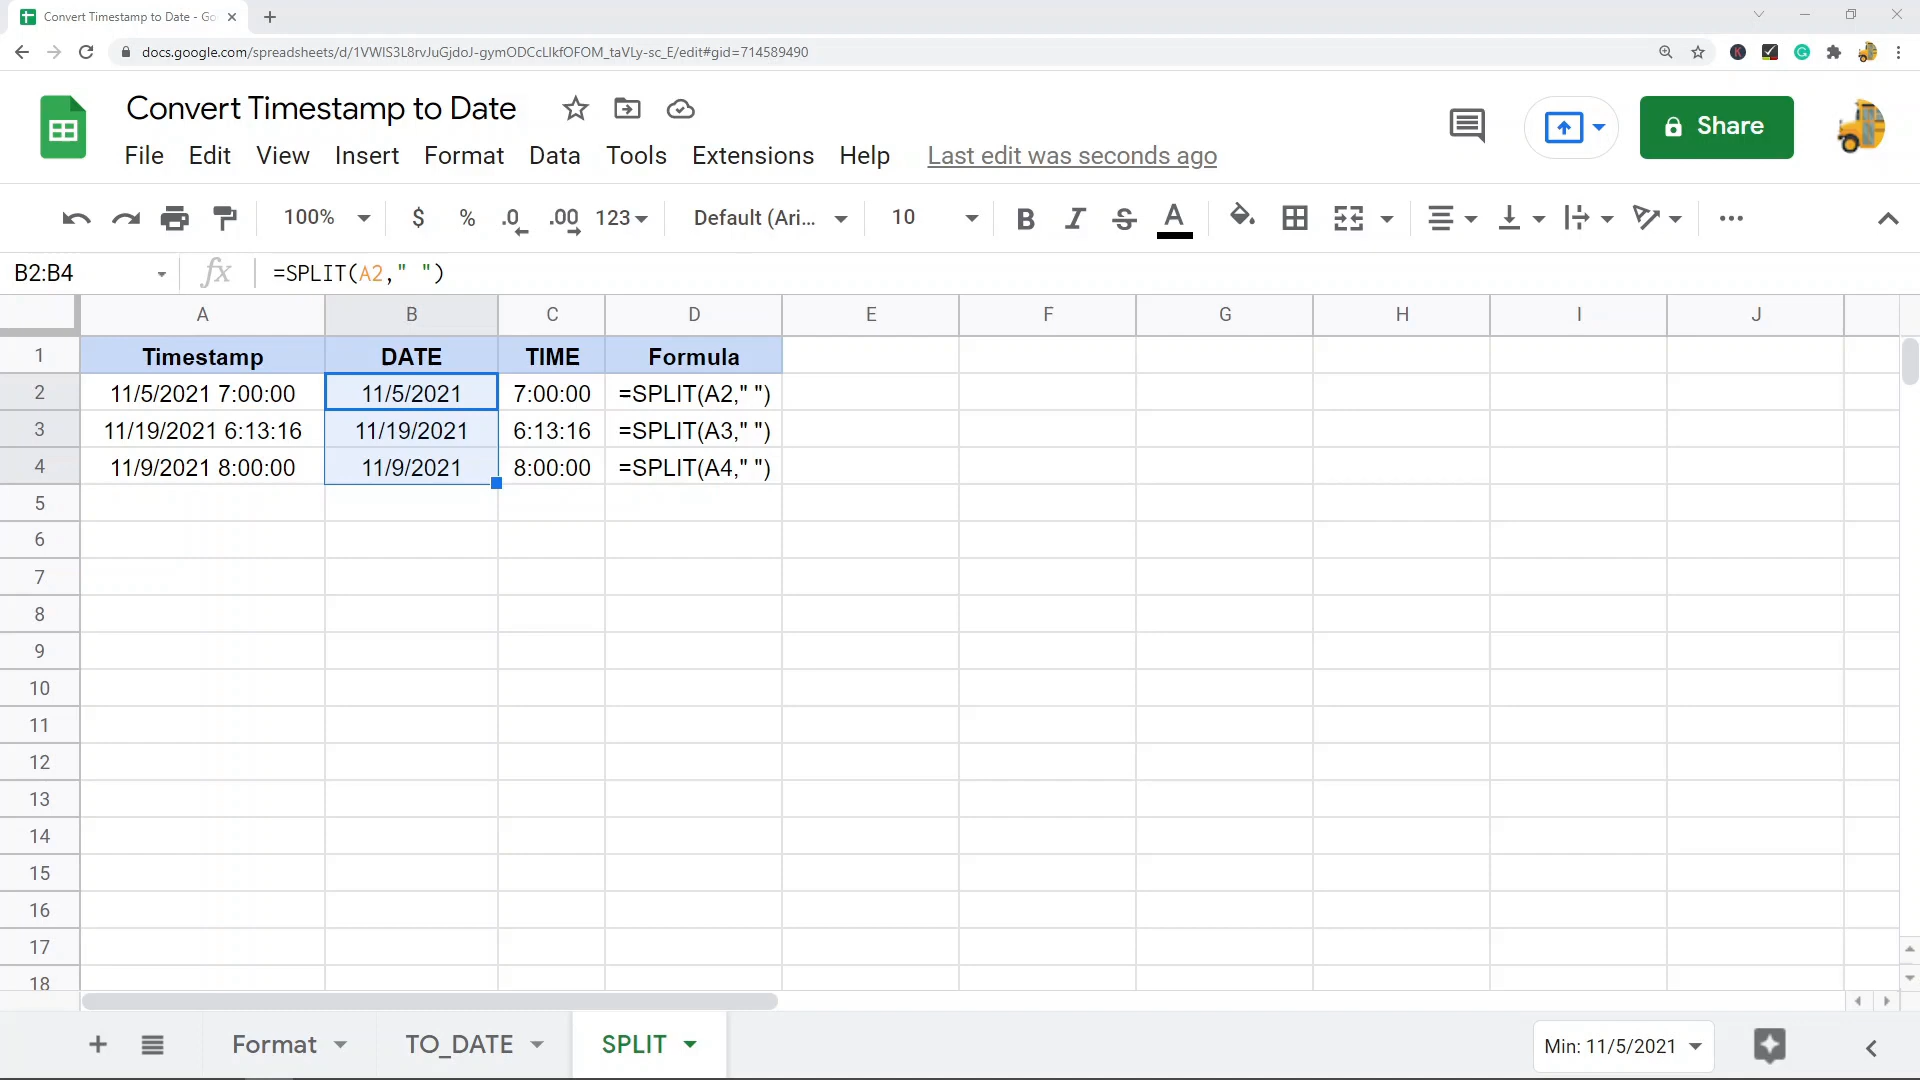 Convert Timestamp to Date - Go
docs.google.com/spreadsheets/d/1VWIS3L8rvJuGjdoJ-gymODCcLIkfOFOM_taVLy-sc_E/edit#gid=714589490
Convert Timestamp to Date
Share
File Edit View Insert Format Data Tools Extensions Help Last edit was seconds ago
100% $ % .0 .00 123 Default (Ari... 10 B I S A
B2:B4 fx =SPLIT(A2," ")
A B C D E F G H I J
1 Timestamp DATE TIME Formula
2 11/5/2021 7:00:00 11/5/2021 7:00:00 =SPLIT(A2," ")
3 11/19/2021 6:13:16 11/19/2021 6:13:16 =SPLIT(A3," ")
4 11/9/2021 8:00:00 11/9/2021 8:00:00 =SPLIT(A4," ")
5
6
7
8
9
10
11
12
13
14
15
16
17
18
Format TO_DATE SPLIT Min: 11/5/2021